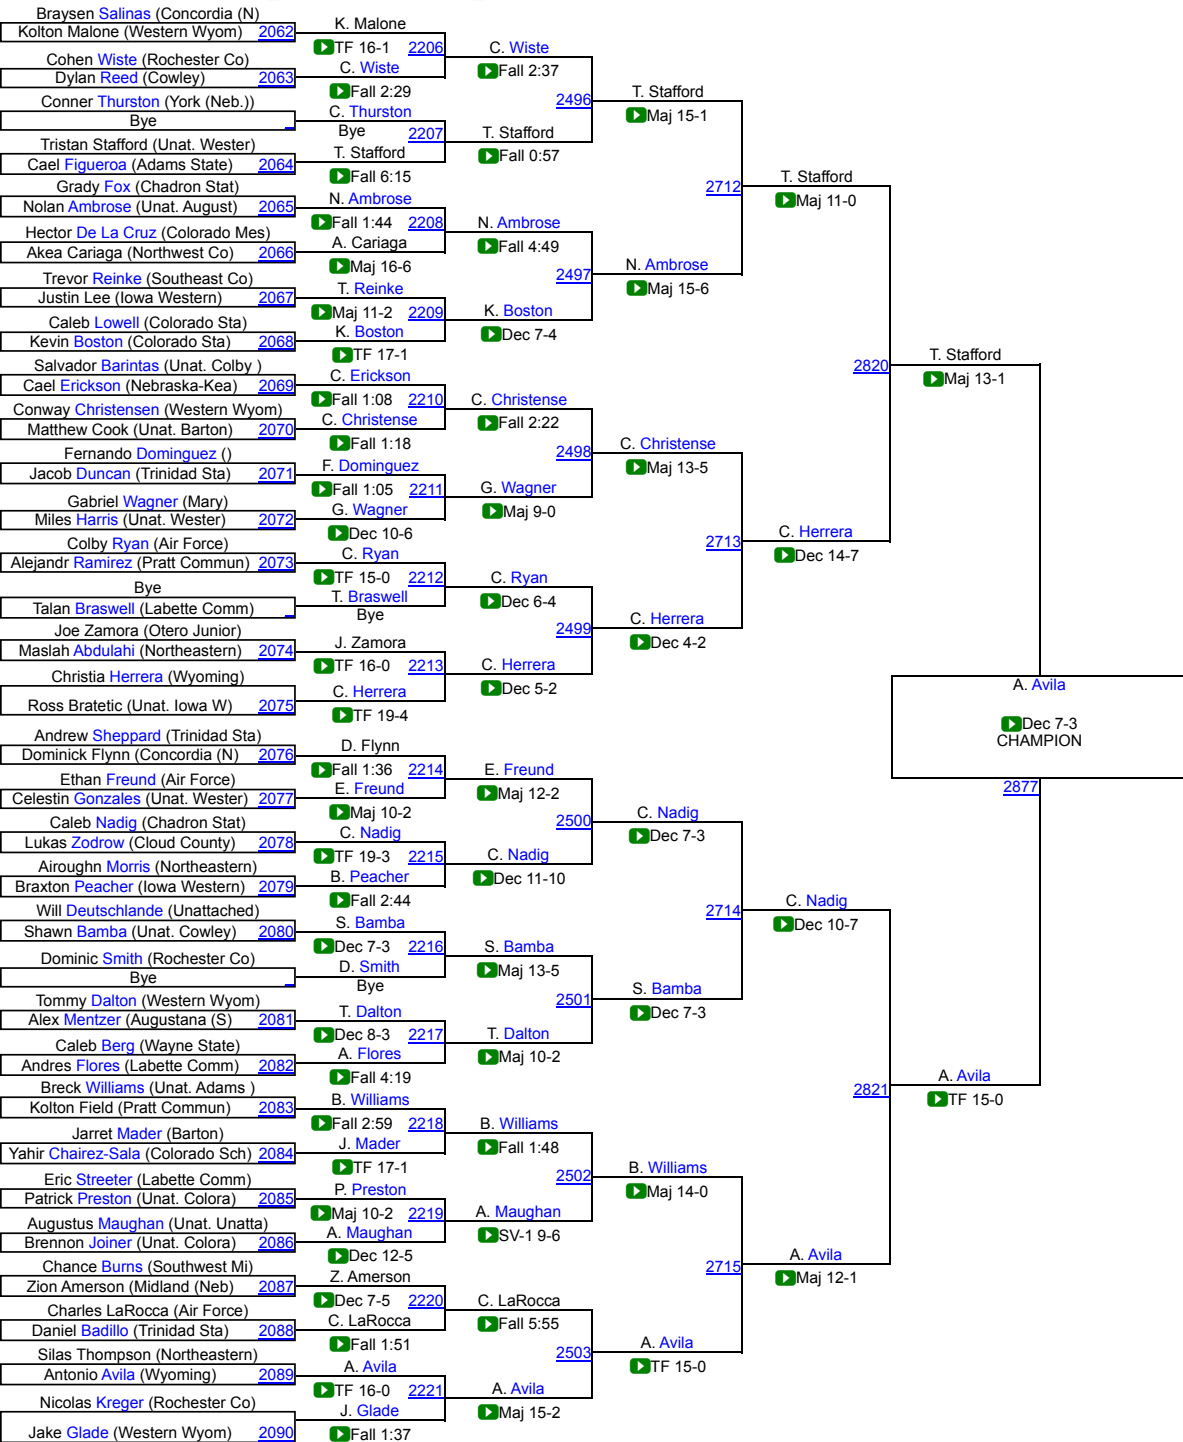 Braysen Salinas (Concordia (N)
Kolton Malone (Western Wyom) 2062
Cohen Wiste (Rochester Co)
Dylan Reed (Cowley) 2063
Conner Thurston (York (Neb.))
Bye
Tristan Stafford (Unat. Wester)
Cael Figueroa (Adams State) 2064
Grady Fox (Chadron Stat)
Nolan Ambrose (Unat. August) 2065
Hector De La Cruz (Colorado Mes)
Akea Cariaga (Northwest Co) 2066
Trevor Reinke (Southeast Co)
Justin Lee (Iowa Western) 2067
Caleb Lowell (Colorado Sta)
Kevin Boston (Colorado Sta) 2068
Salvador Barintas (Unat. Colby )
Cael Erickson (Nebraska-Kea) 2069
Conway Christensen (Western Wyom)
Matthew Cook (Unat. Barton) 2070
Fernando Dominguez ()
Jacob Duncan (Trinidad Sta) 2071
Gabriel Wagner (Mary)
Miles Harris (Unat. Wester) 2072
Colby Ryan (Air Force)
Alejandr Ramirez (Pratt Commun) 2073
Bye
Talan Braswell (Labette Comm)
Joe Zamora (Otero Junior)
Maslah Abdulahi (Northeastern) 2074
Christia Herrera (Wyoming)
Ross Bratetic (Unat. Iowa W) 2075
Andrew Sheppard (Trinidad Sta)
Dominick Flynn (Concordia (N) 2076
Ethan Freund (Air Force)
Celestin Gonzales (Unat. Wester) 2077
Caleb Nadig (Chadron Stat)
Lukas Zodrow (Cloud County) 2078
Airoughn Morris (Northeastern)
Braxton Peacher (Iowa Western) 2079
Will Deutschlande (Unattached)
Shawn Bamba (Unat. Cowley) 2080
Dominic Smith (Rochester Co)
Bye
Tommy Dalton (Western Wyom)
Alex Mentzer (Augustana (S) 2081
Caleb Berg (Wayne State)
Andres Flores (Labette Comm) 2082
Breck Williams (Unat. Adams )
Kolton Field (Pratt Commun) 2083
Jarret Mader (Barton)
Yahir Chairez-Sala (Colorado Sch) 2084
Eric Streeter (Labette Comm)
Patrick Preston (Unat. Colora) 2085
Augustus Maughan (Unat. Unatta)
Brennon Joiner (Unat. Colora) 2086
Chance Burns (Southwest Mi)
Zion Amerson (Midland (Neb) 2087
Charles LaRocca (Air Force)
Daniel Badillo (Trinidad Sta) 2088
Silas Thompson (Northeastern)
Antonio Avila (Wyoming) 2089
Nicolas Kreger (Rochester Co)
Jake Glade (Western Wyom) 2090
K. Malone
TF 16-1 2206
C. Wiste
Fall 2:29
C. Thurston
Bye 2207
T. Stafford
Fall 6:15
N. Ambrose
Fall 1:44 2208
A. Cariaga
Maj 16-6
T. Reinke
Maj 11-2 2209
K. Boston
TF 17-1
C. Erickson
Fall 1:08 2210
C. Christense
Fall 1:18
F. Dominguez
Fall 1:05 2211
G. Wagner
Dec 10-6
C. Ryan
TF 15-0 2212
T. Braswell
Bye
J. Zamora
TF 16-0 2213
C. Herrera
TF 19-4
D. Flynn
Fall 1:36 2214
E. Freund
Maj 10-2
C. Nadig
TF 19-3 2215
B. Peacher
Fall 2:44
S. Bamba
Dec 7-3 2216
D. Smith
Bye
T. Dalton
Dec 8-3 2217
A. Flores
Fall 4:19
B. Williams
Fall 2:59 2218
J. Mader
TF 17-1
P. Preston
Maj 10-2 2219
A. Maughan
Dec 12-5
Z. Amerson
Dec 7-5 2220
C. LaRocca
Fall 1:51
A. Avila
TF 16-0 2221
J. Glade
Fall 1:37
C. Wiste
Fall 2:37
2496
T. Stafford
Fall 0:57
N. Ambrose
Fall 4:49
2497
K. Boston
Dec 7-4
C. Christense
Fall 2:22
2498
G. Wagner
Maj 9-0
C. Ryan
Dec 6-4
2499
C. Herrera
Dec 5-2
E. Freund
Maj 12-2
2500
C. Nadig
Dec 11-10
S. Bamba
Maj 13-5
2501
T. Dalton
Maj 10-2
B. Williams
Fall 1:48
2502
A. Maughan
SV-1 9-6
C. LaRocca
Fall 5:55
2503
A. Avila
Maj 15-2
T. Stafford
Maj 15-1
2712
N. Ambrose
Maj 15-6
C. Christense
Maj 13-5
2713
C. Herrera
Dec 4-2
C. Nadig
Dec 7-3
2714
S. Bamba
Dec 7-3
B. Williams
Maj 14-0
2715
A. Avila
TF 15-0
T. Stafford
Maj 11-0
2820
C. Herrera
Dec 14-7
C. Nadig
Dec 10-7
2821
A. Avila
Maj 12-1
T. Stafford
Maj 13-1
A. Avila
TF 15-0
A. Avila
Dec 7-3
CHAMPION
2877